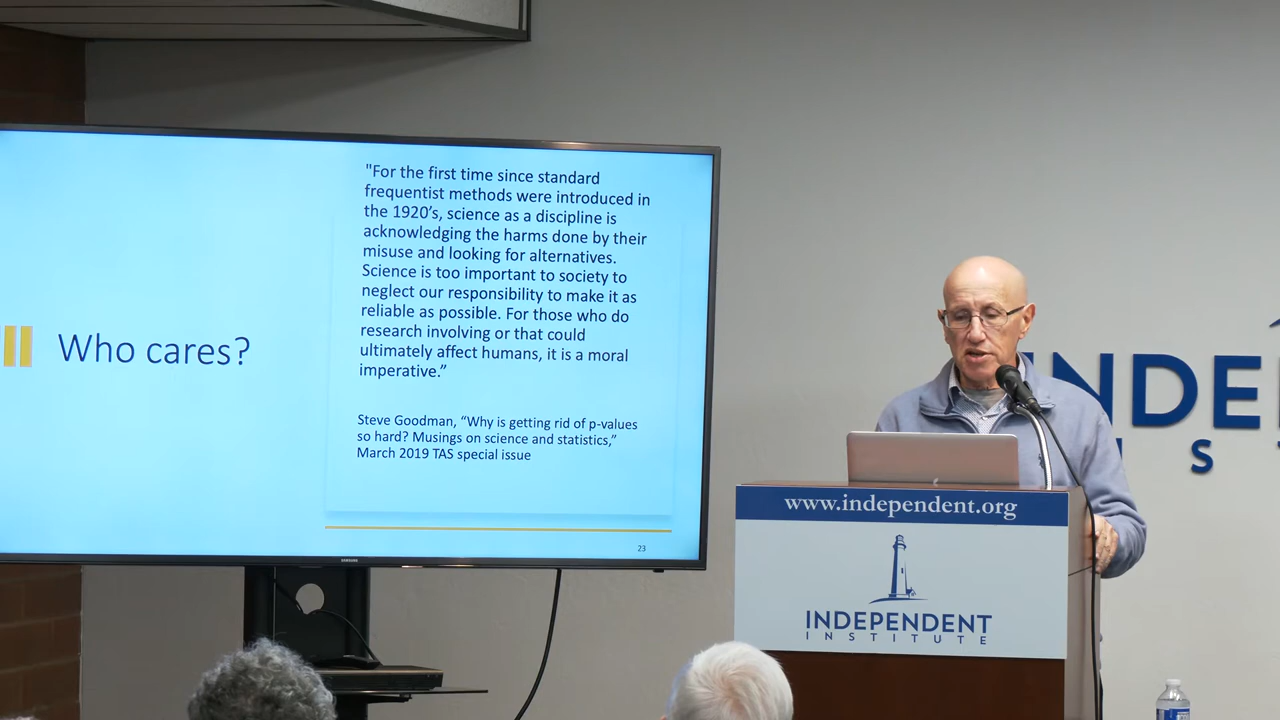 "For the first time since standard
frequentist methods were introduced in
the 1920's, science as a discipline is
acknowledging the harms done by their
misuse and looking for alternatives.
Science is too important to society to
neglect our responsibility to make it as
reliable as possible. For those who do
research involving or that could
ultimately affect humans, it is a moral
imperative."
Who cares?
Steve Goodman, "Why is getting rid of p-values
so hard? Musings on science and statistics,"
March 2019 TAS special issue
23
SAMSUNG
www.independent.org
INDEPENDENT
INSTITUTE